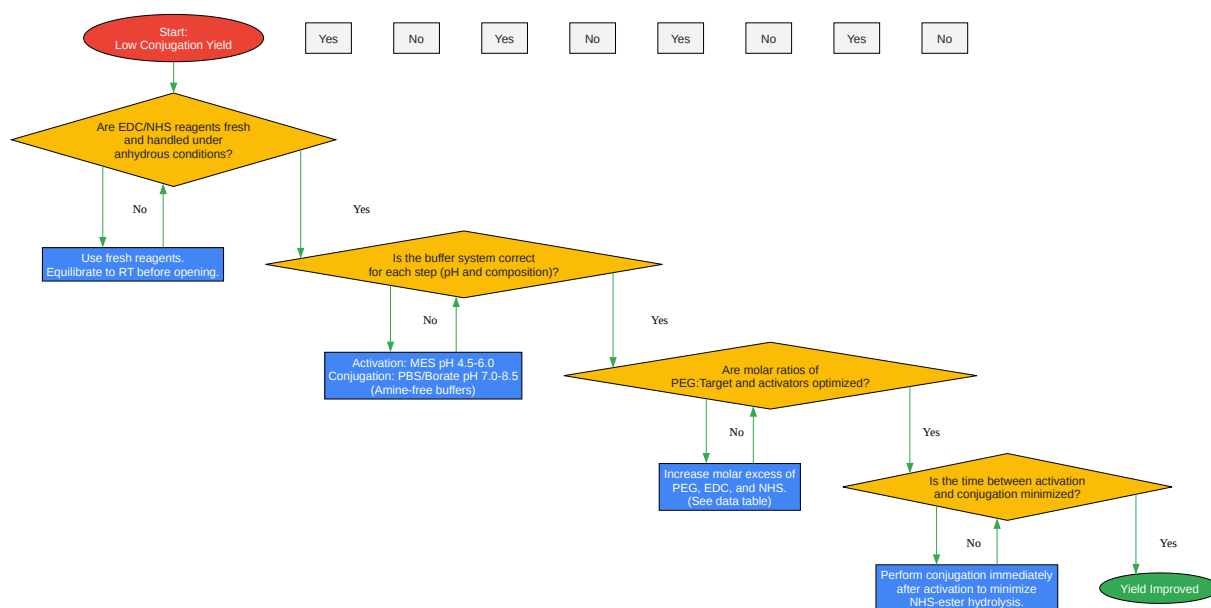 Start:
Low Conjugation Yield
Yes
No
Yes
No
Yes
No
Yes
No
Are EDC/NHS reagents fresh
and handled under
anhydrous conditions?
No
Yes
Use fresh reagents.
Equilibrate to RT before opening.
Is the buffer system correct
for each step (pH and composition)?
No
Yes
Activation: MES pH 4.5-6.0
Conjugation: PBS/Borate pH 7.0-8.5
(Amine-free buffers)
Are molar ratios of
PEG:Target and activators optimized?
No
Yes
Increase molar excess of
PEG, EDC, and NHS.
(See data table)
Is the time between activation
and conjugation minimized?
No
Yes
Perform conjugation immediately
after activation to minimize
NHS-ester hydrolysis.
Yield Improved